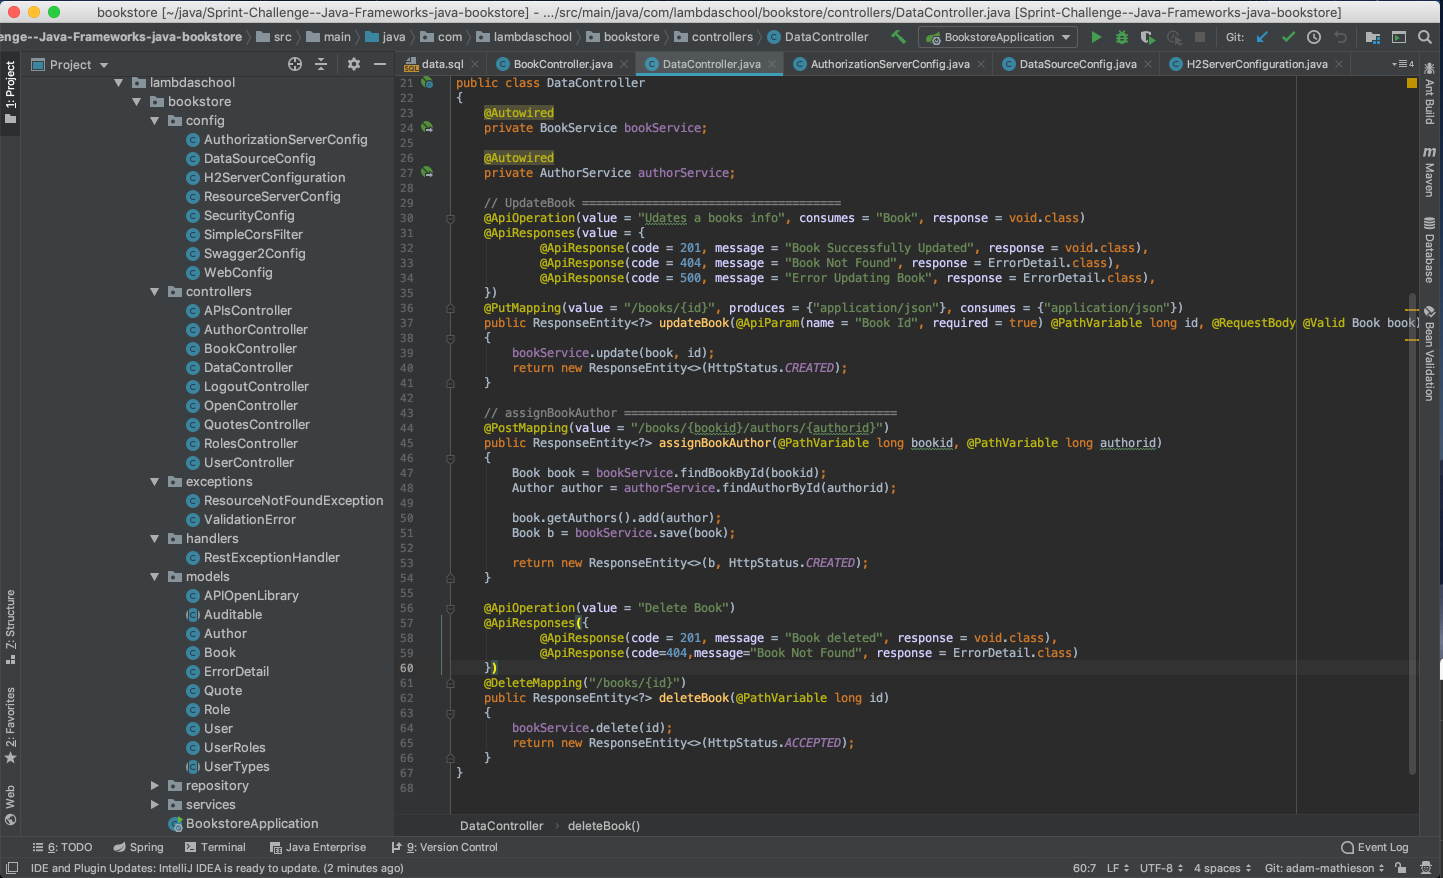 bookstore [~/java/Sprint-Challenge--Java-Frameworks-java-bookstore] - .../src/main/java/com/lambdaschool/bookstore/controllers/DataController.java [Sprint-Challenge--Java-Frameworks-java-bookstore]
enge--Java-Frameworks-java-bookstore src main java com lambdaschool bookstore controllers DataController BookstoreApplication Git:
1: Project
Project
data.sql BookController.java DataController.java AuthorizationServerConfig.java DataSourceConfig.java H2ServerConfiguration.java 4
lambdaschool
bookstore
config
AuthorizationServerConfig
DataSourceConfig
H2ServerConfiguration
ResourceServerConfig
SecurityConfig
SimpleCorsFilter
Swagger2Config
WebConfig
controllers
APIsController
AuthorController
BookController
DataController
LogoutController
OpenController
QuotesController
RolesController
UserController
exceptions
ResourceNotFoundException
ValidationError
handlers
RestExceptionHandler
models
APIOpenLibrary
Auditable
Author
Book
ErrorDetail
Quote
Role
User
UserRoles
UserTypes
repository
services
BookstoreApplication
21 public class DataController
22 {
23 @Autowired
24 private BookService bookService;
25
26 @Autowired
27 private AuthorService authorService;
28
29 // UpdateBook =====================================
30 @ApiOperation(value = "Udates a books info", consumes = "Book", response = void.class)
31 @ApiResponses(value = {
32 @ApiResponse(code = 201, message = "Book Successfully Updated", response = void.class),
33 @ApiResponse(code = 404, message = "Book Not Found", response = ErrorDetail.class),
34 @ApiResponse(code = 500, message = "Error Updating Book", response = ErrorDetail.class),
35 })
36 @PutMapping(value = "/books/{id}", produces = {"application/json"}, consumes = {"application/json"})
37 public ResponseEntity<?> updateBook(@ApiParam(name = "Book Id", required = true) @PathVariable long id, @RequestBody @Valid Book book)
38 {
39 bookService.update(book, id);
40 return new ResponseEntity<>(HttpStatus.CREATED);
41 }
42
43 // assignBookAuthor =======================================
44 @PostMapping(value = "/books/{bookid}/authors/{authorid}")
45 public ResponseEntity<?> assignBookAuthor(@PathVariable long bookid, @PathVariable long authorid)
46 {
47 Book book = bookService.findBookById(bookid);
48 Author author = authorService.findAuthorById(authorid);
49
50 book.getAuthors().add(author);
51 Book b = bookService.save(book);
52
53 return new ResponseEntity<>(b, HttpStatus.CREATED);
54 }
55
56 @ApiOperation(value = "Delete Book")
57 @ApiResponses({
58 @ApiResponse(code = 201, message = "Book deleted", response = void.class),
59 @ApiResponse(code=404,message="Book Not Found", response = ErrorDetail.class)
60 })
61 @DeleteMapping("/books/{id}")
62 public ResponseEntity<?> deleteBook(@PathVariable long id)
63 {
64 bookService.delete(id);
65 return new ResponseEntity<>(HttpStatus.ACCEPTED);
66 }
67 }
68
DataController deleteBook()
Ant Build
Maven
Database
Bean Validation
Z: Structure
2: Favorites
Web
6: TODO Spring Terminal Java Enterprise 9: Version Control Event Log
IDE and Plugin Updates: IntelliJ IDEA is ready to update. (2 minutes ago) 60:7 LF UTF-8 4 spaces Git: adam-mathieson